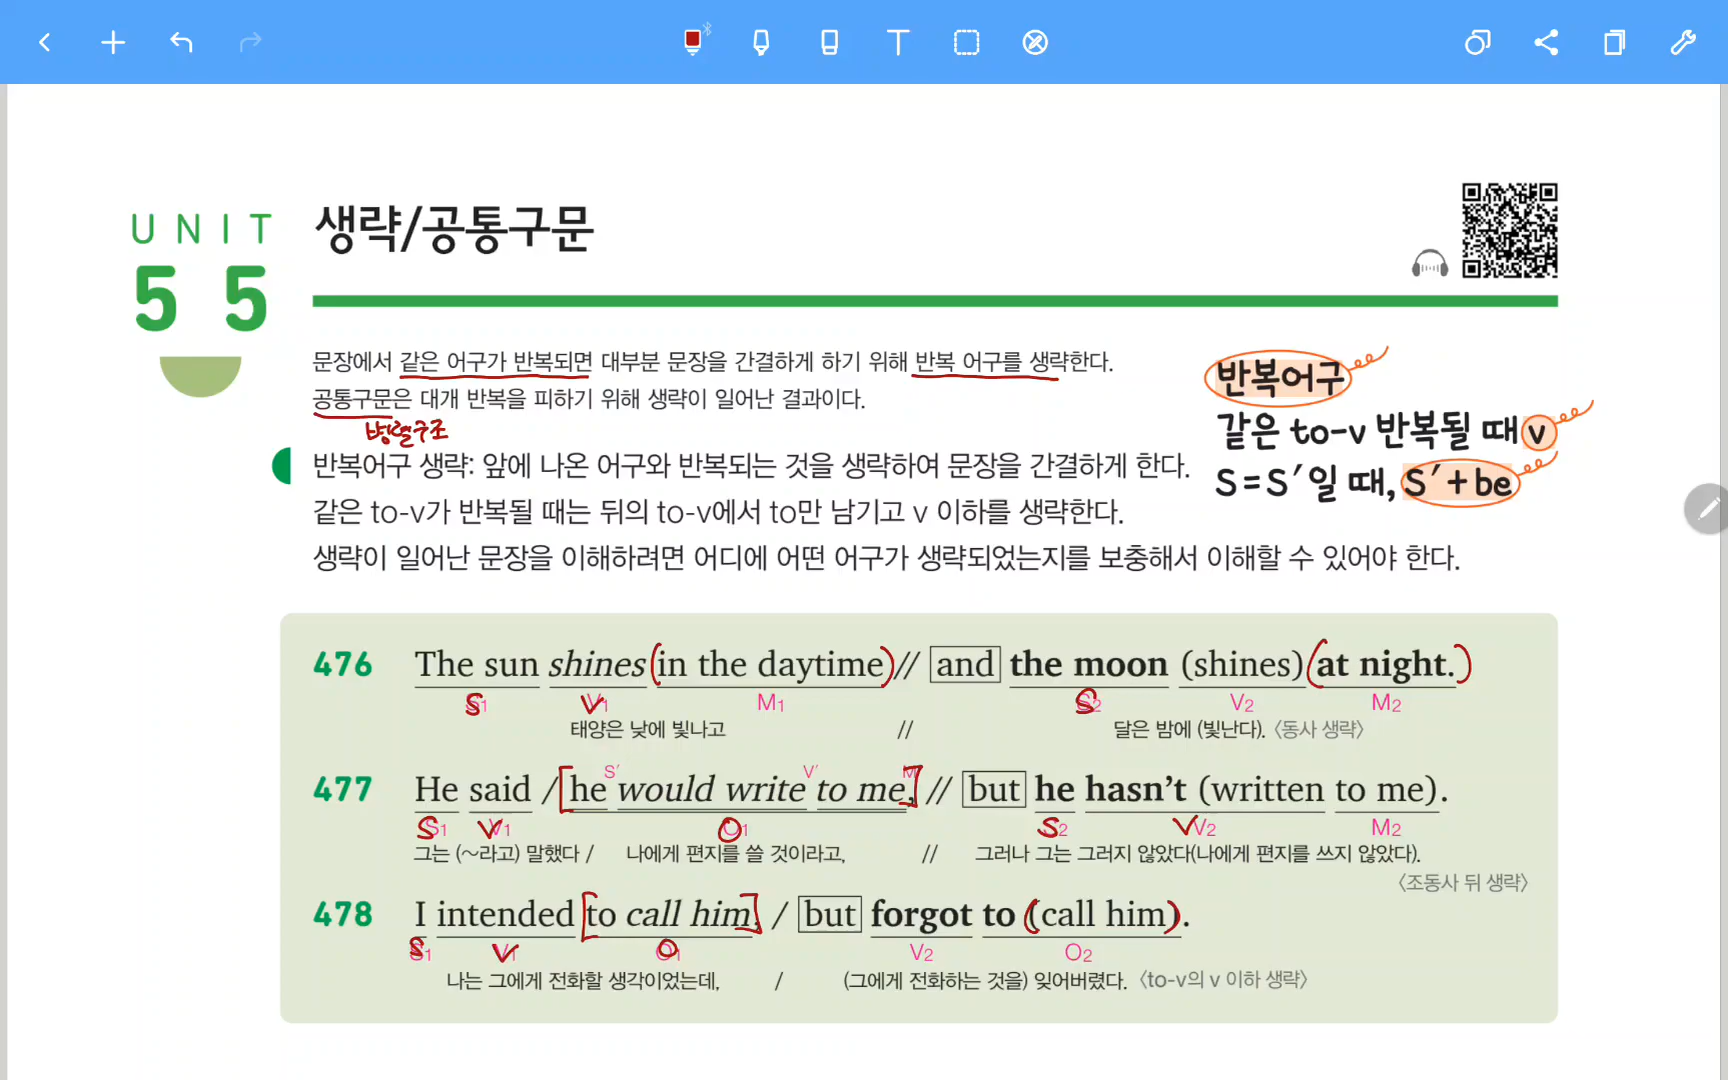 UNIT
55
생략/공통구문
문장에서 같은 어구가 반복되면 대부분 문장을 간결하게 하기 위해 반복 어구를 생략한다.
공통구문은 대개 반복을 피하기 위해 생략이 일어난 결과이다.
병렬구조
반복어구
같은 to-v 반복될 때 v
S=S′일 때, S′+be
반복어구 생략: 앞에 나온 어구와 반복되는 것을 생략하여 문장을 간결하게 한다.
같은 to-v가 반복될 때는 뒤의 to-v에서 to만 남기고 v 이하를 생략한다.
생략이 일어난 문장을 이해하려면 어디에 어떤 어구가 생략되었는지를 보충해서 이해할 수 있어야 한다.
476 The sun shines (in the daytime) // and the moon (shines) (at night.)
S1 V1 M1 S2 V2 M2
태양은 낮에 빛나고 // 달은 밤에 (빛난다). 〈동사 생략〉
S′ V′ M′
477 He said / [he would write to me,] // but he hasn't (written to me).
S1 V1 O1 S2 V2 M2
그는 (~라고) 말했다 / 나에게 편지를 쓸 것이라고, // 그러나 그는 그러지 않았다(나에게 편지를 쓰지 않았다).
〈조동사 뒤 생략〉
478 I intended [to call him,] / but forgot to (call him).
S1 V1 O1 V2 O2
나는 그에게 전화할 생각이었는데, / (그에게 전화하는 것을) 잊어버렸다. 〈to-v의 v 이하 생략〉